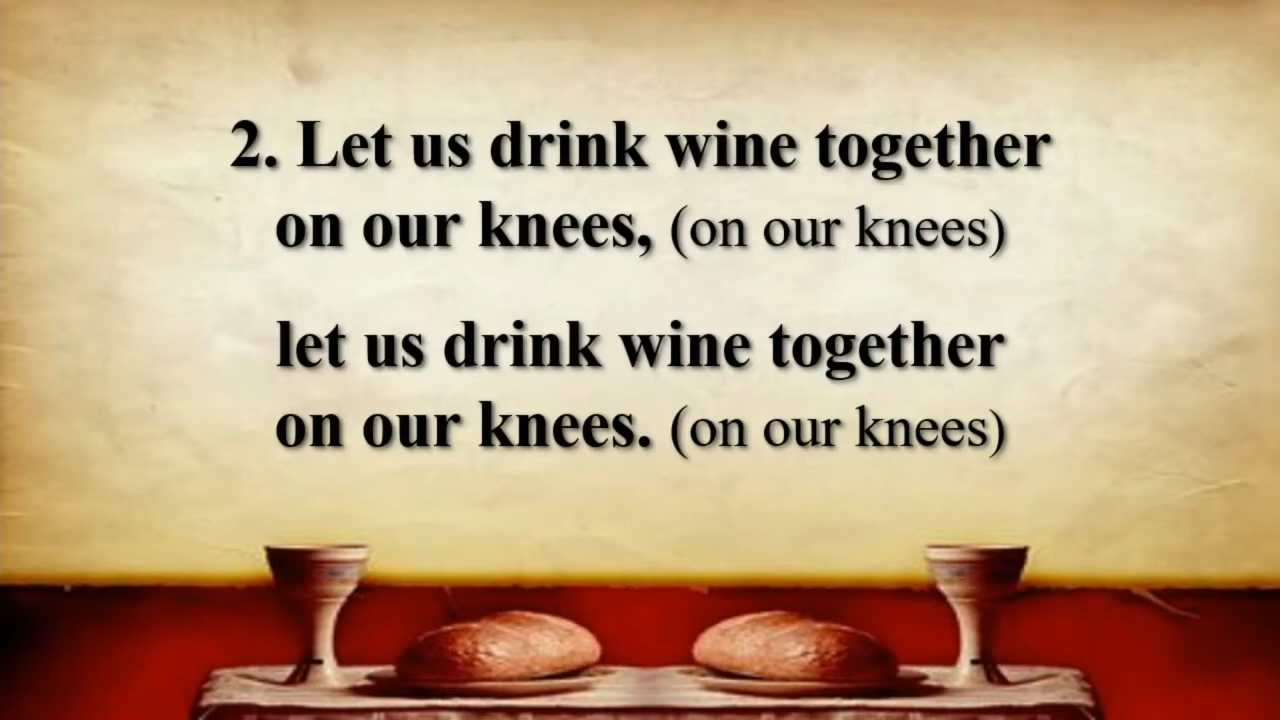 2. Let us drink wine together
on our knees, (on our knees)
let us drink wine together
on our knees. (on our knees)